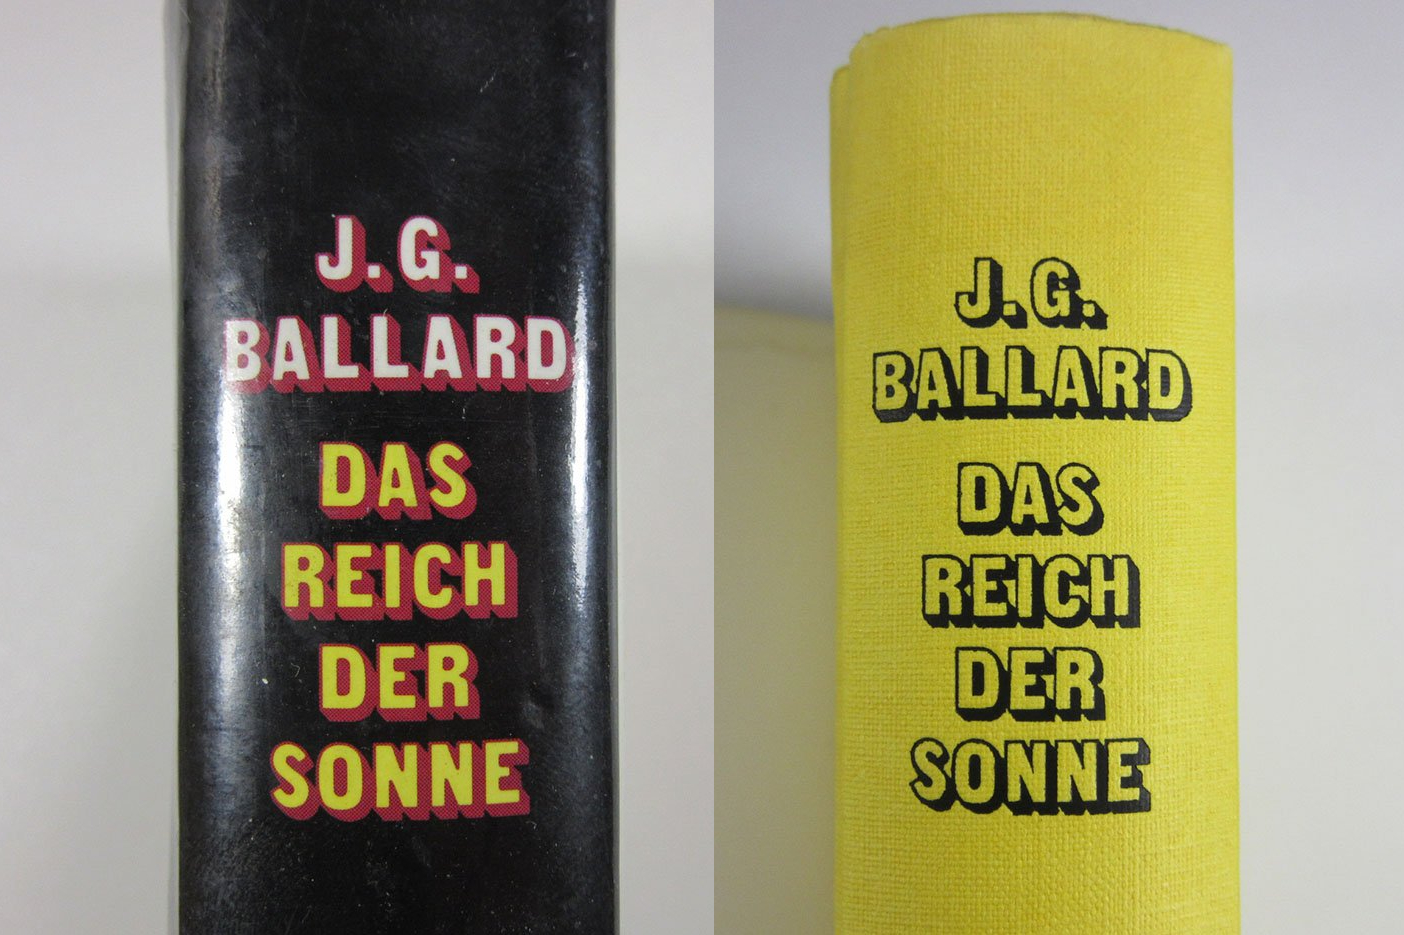 J. G.
BALLARD
DAS
REICH
DER
SONNE
J. G.
BALLARD
DAS
REICH
DER
SONNE